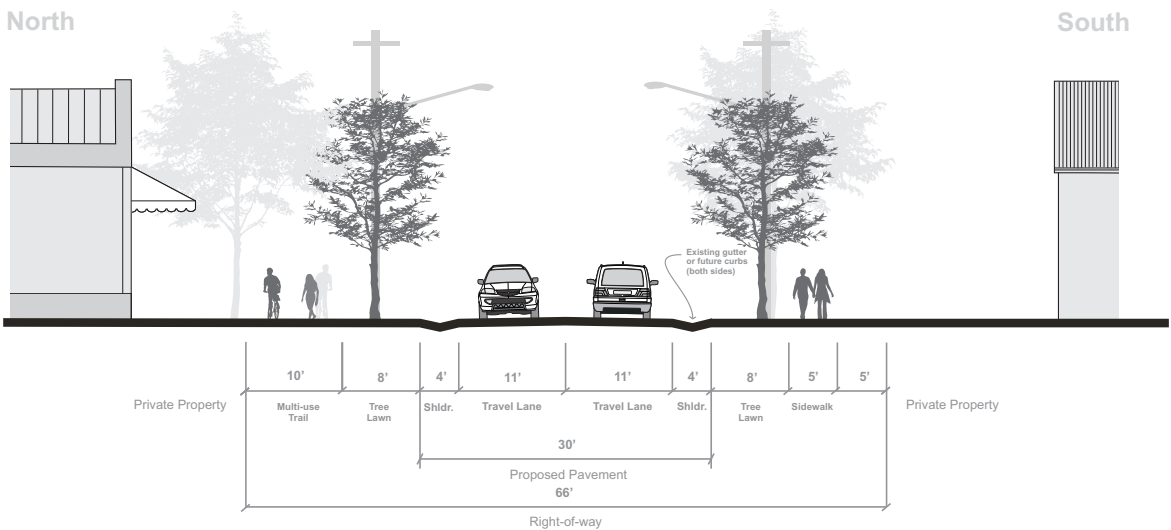 North
South
Existing gutter
or future curbs
(both sides)
10’ 8’ 4’ 11’ 11’ 4’ 8’ 5’ 5’
Private Property
Multi-use
Trail
Tree
Lawn
Shldr.
Travel Lane
Travel Lane
Shldr.
Tree
Lawn
Sidewalk
Private Property
30’
Proposed Pavement
66’
Right-of-way